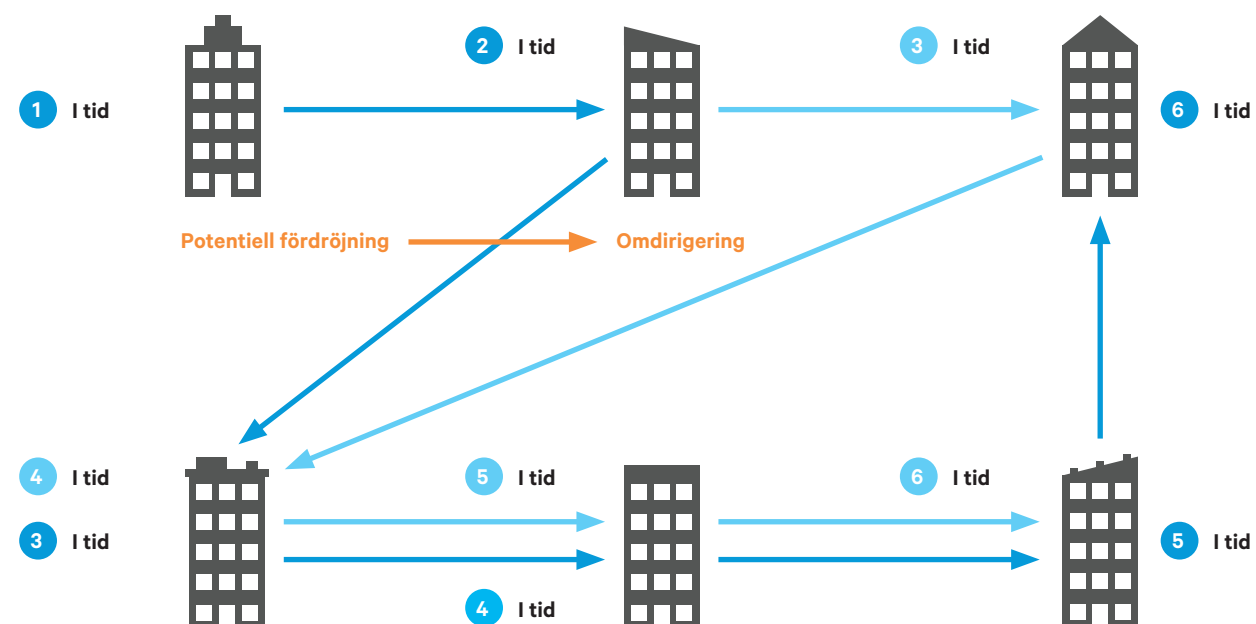 1 I tid
2 I tid
3 I tid
6 I tid
Potentiell fördröjning
Omdirigering
4 I tid
5 I tid
6 I tid
3 I tid
5 I tid
4 I tid